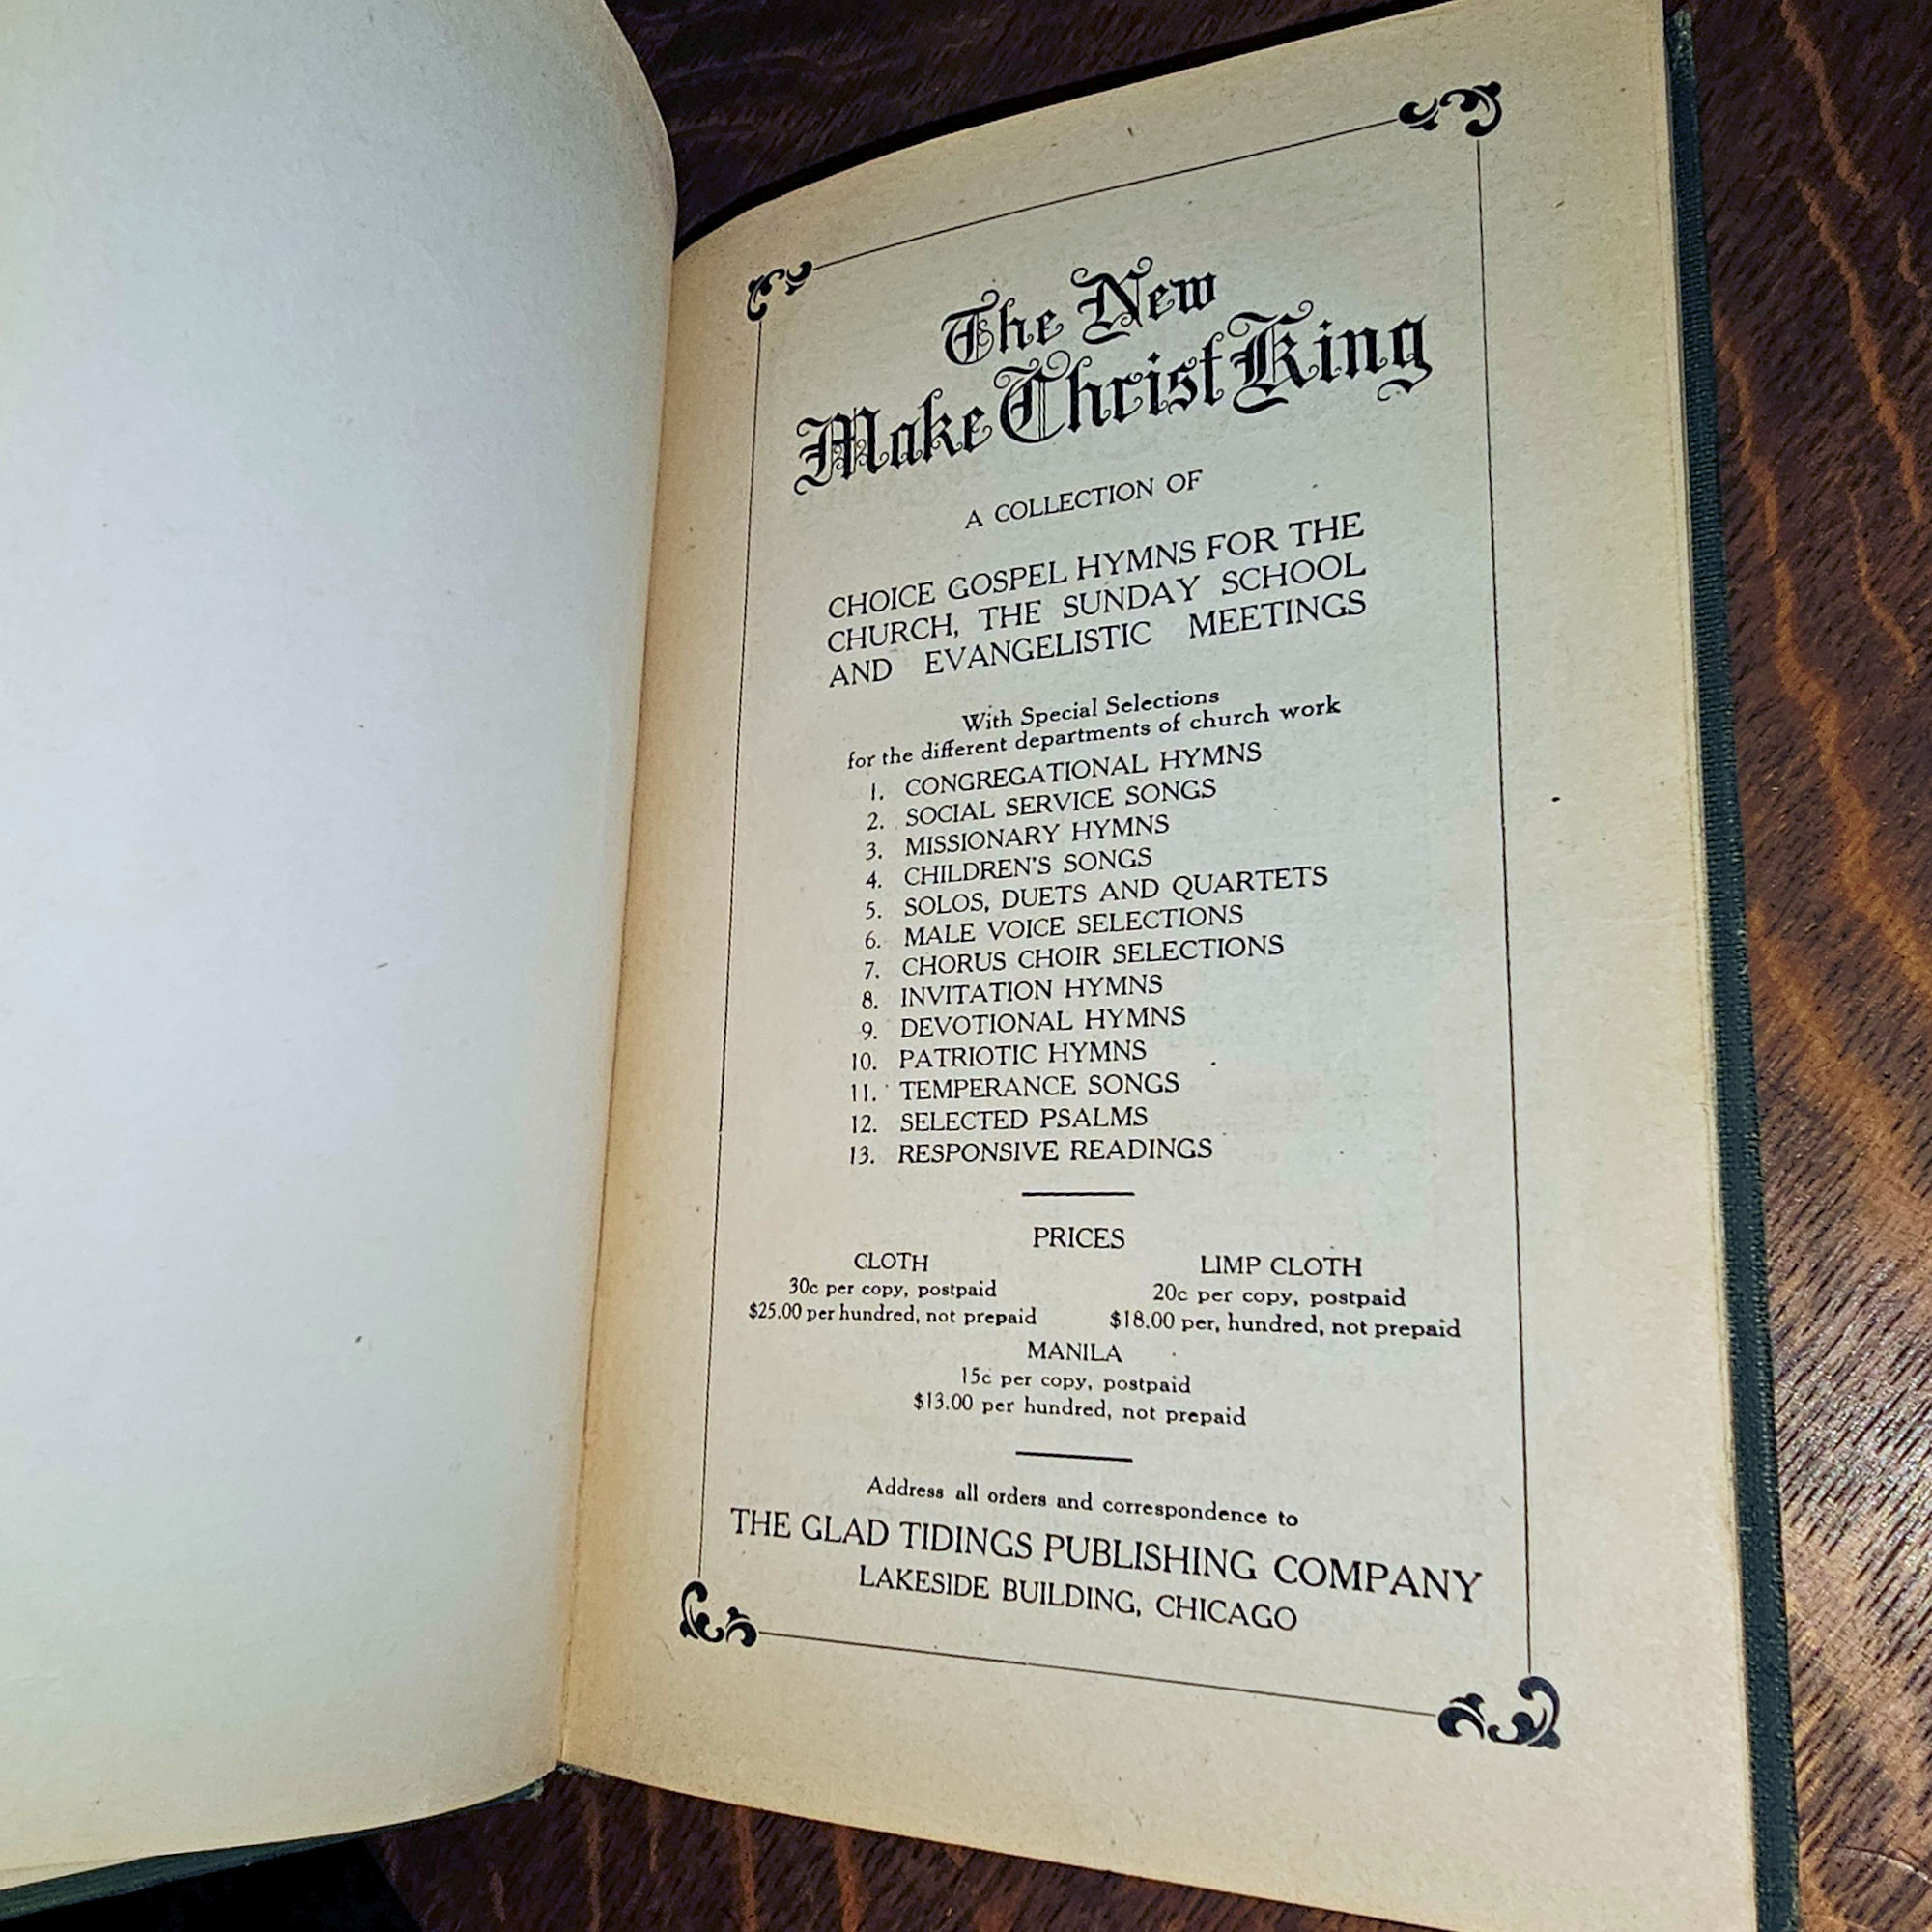 The New
Make Christ King
A COLLECTION OF
CHOICE GOSPEL HYMNS FOR THE
CHURCH, THE SUNDAY SCHOOL
AND EVANGELISTIC MEETINGS
With Special Selections
for the different departments of church work
1. CONGREGATIONAL HYMNS
2. SOCIAL SERVICE SONGS
3. MISSIONARY HYMNS
4. CHILDREN'S SONGS
5. SOLOS, DUETS AND QUARTETS
6. MALE VOICE SELECTIONS
7. CHORUS CHOIR SELECTIONS
8. INVITATION HYMNS
9. DEVOTIONAL HYMNS
10. PATRIOTIC HYMNS
11. TEMPERANCE SONGS
12. SELECTED PSALMS
13. RESPONSIVE READINGS
PRICES
CLOTH
30c per copy, postpaid
$25.00 per hundred, not prepaid
LIMP CLOTH
20c per copy, postpaid
$18.00 per, hundred, not prepaid
MANILA
15c per copy, postpaid
$13.00 per hundred, not prepaid
Address all orders and correspondence to
THE GLAD TIDINGS PUBLISHING COMPANY
LAKESIDE BUILDING, CHICAGO